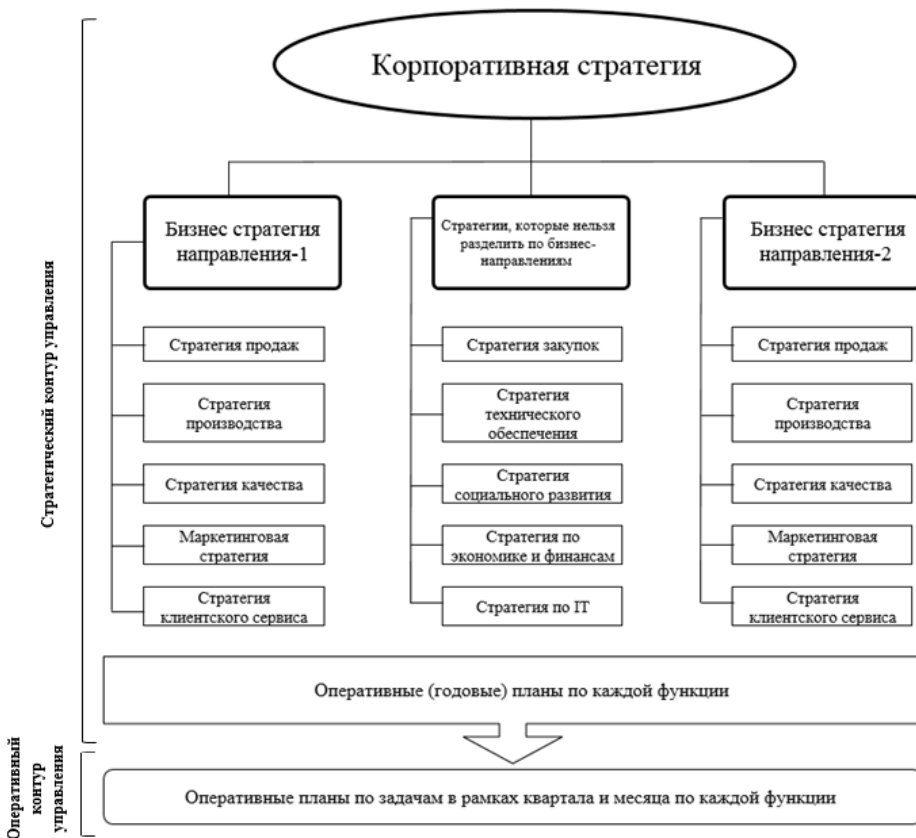 Корпоративная стратегия
Бизнес стратегия
направления-1
Стратегия продаж
Стратегия
производства
Стратегия качества
Маркетинговая
стратегия
Стратегия
клиентского сервиса
Стратегии, которые нельзя
разделить по бизнес-
направлениям
Стратегия закупок
Стратегия
технического
обеспечения
Стратегия
социального развития
Стратегия по
экономике и финансам
Стратегия по IT
Бизнес стратегия
направления-2
Стратегия продаж
Стратегия
производства
Стратегия качества
Маркетинговая
стратегия
Стратегия
клиентского сервиса
Оперативные (годовые) планы по каждой функции
Оперативные планы по задачам в рамках квартала и месяца по каждой функции
Стратегический контур управления
Оперативный
контур
управления